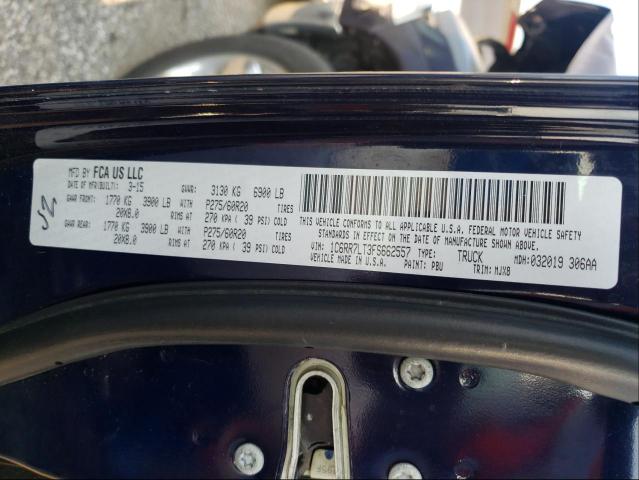 MFD BY FCA US LLC
DATE OF MFR(BUILT): 3-15 GVWR: 3130 KG 6900 LB
GAWR FRONT: 1770 KG 3900 LB P275/60R20 TIRES
20X8.0 RIMS AT 270 KPA ( 39 PSI) COLD
GAWR REAR: 1770 KG 3900 LB P275/60R20 TIRES
20X8.0 RIMS AT 270 KPA ( 39 PSI) COLD
THIS VEHICLE CONFORMS TO ALL APPLICABLE U.S.A. FEDERAL MOTOR VEHICLE SAFETY
STANDARDS IN EFFECT ON THE DATE OF MANUFACTURE SHOWN ABOVE.
VIN: 1C6RR7LT3FS662557 TYPE: TRUCK MDH:032019 306AA
VEHICLE MADE IN U.S.A. PAINT: PBU TRIM: MJX8